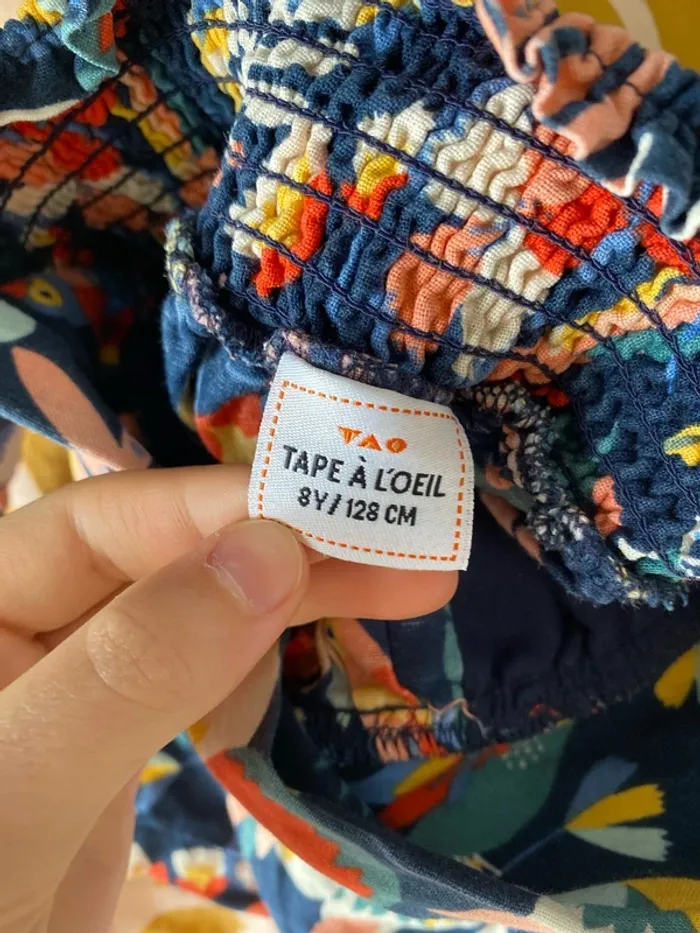 TAO
TAPE À L'OEIL
8Y/128 CM